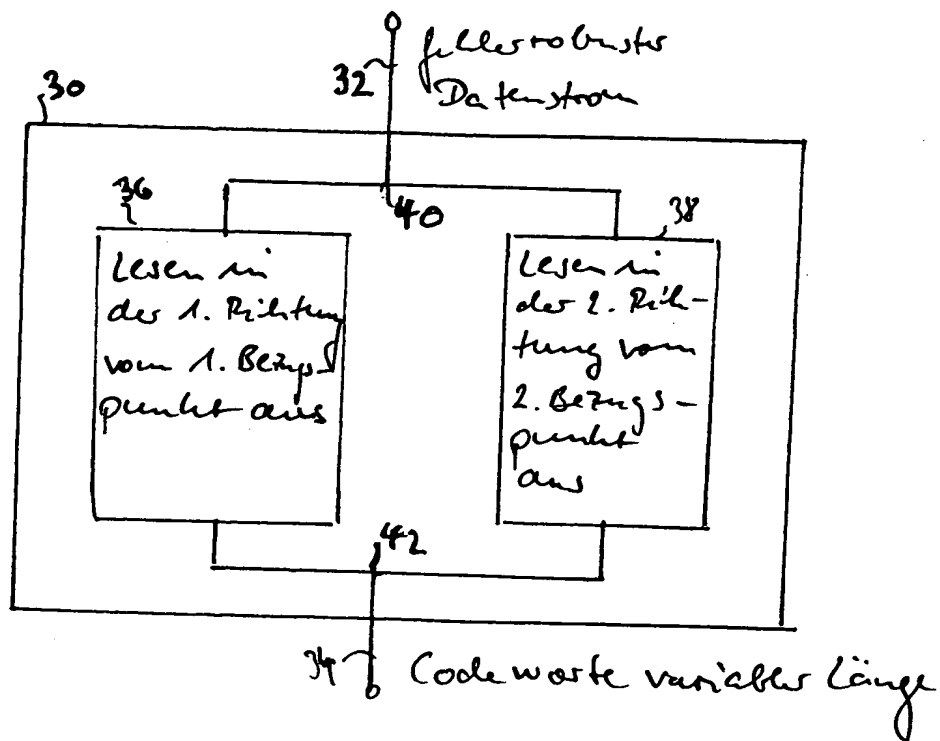 fehlerrobuster
32
Datenstrom
30
36
40
38
Lesen in
der 1. Richtung
vom 1. Bezugs-
punkt aus
Lesen in
der 2. Rich-
tung vom
2. Bezugs-
punkt
aus
42
34
Codeworte variabler Länge